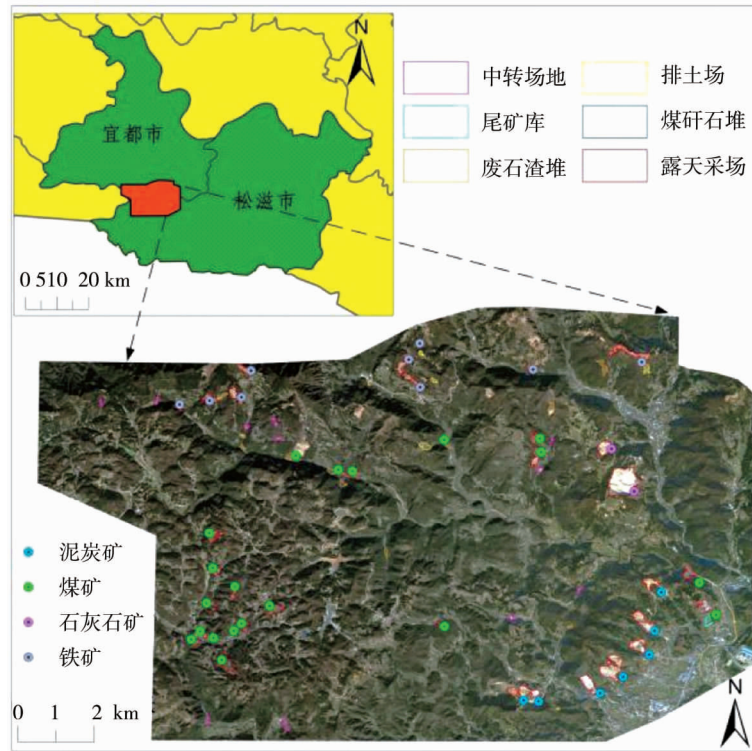 N
宜都市
松滋市
0 510 20 km
中转场地
排土场
尾矿库
煤矸石堆
废石渣堆
露天采场
泥炭矿
煤矿
石灰石矿
铁矿
0 1 2 km
N